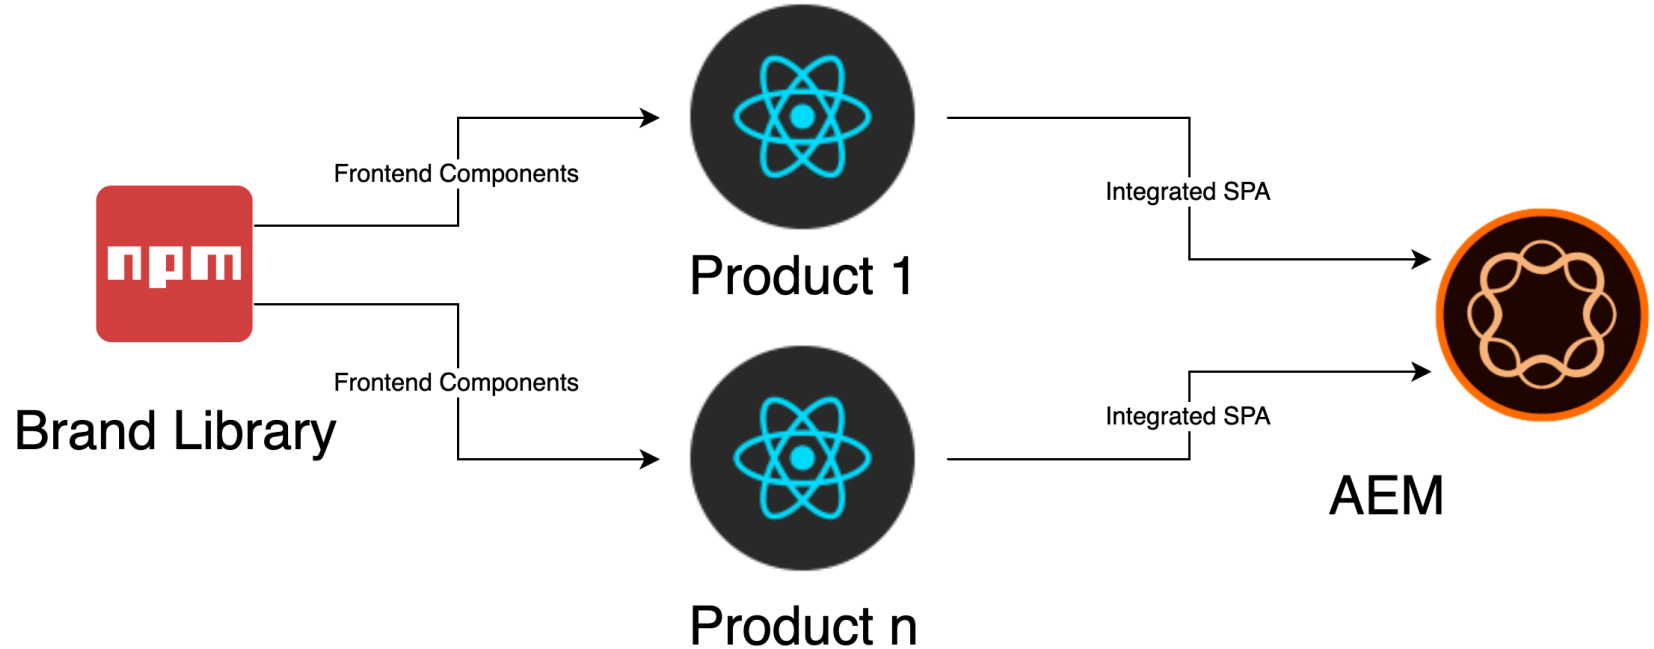 npm
Brand Library
Frontend Components
Frontend Components
Product 1
Product n
Integrated SPA
Integrated SPA
AEM